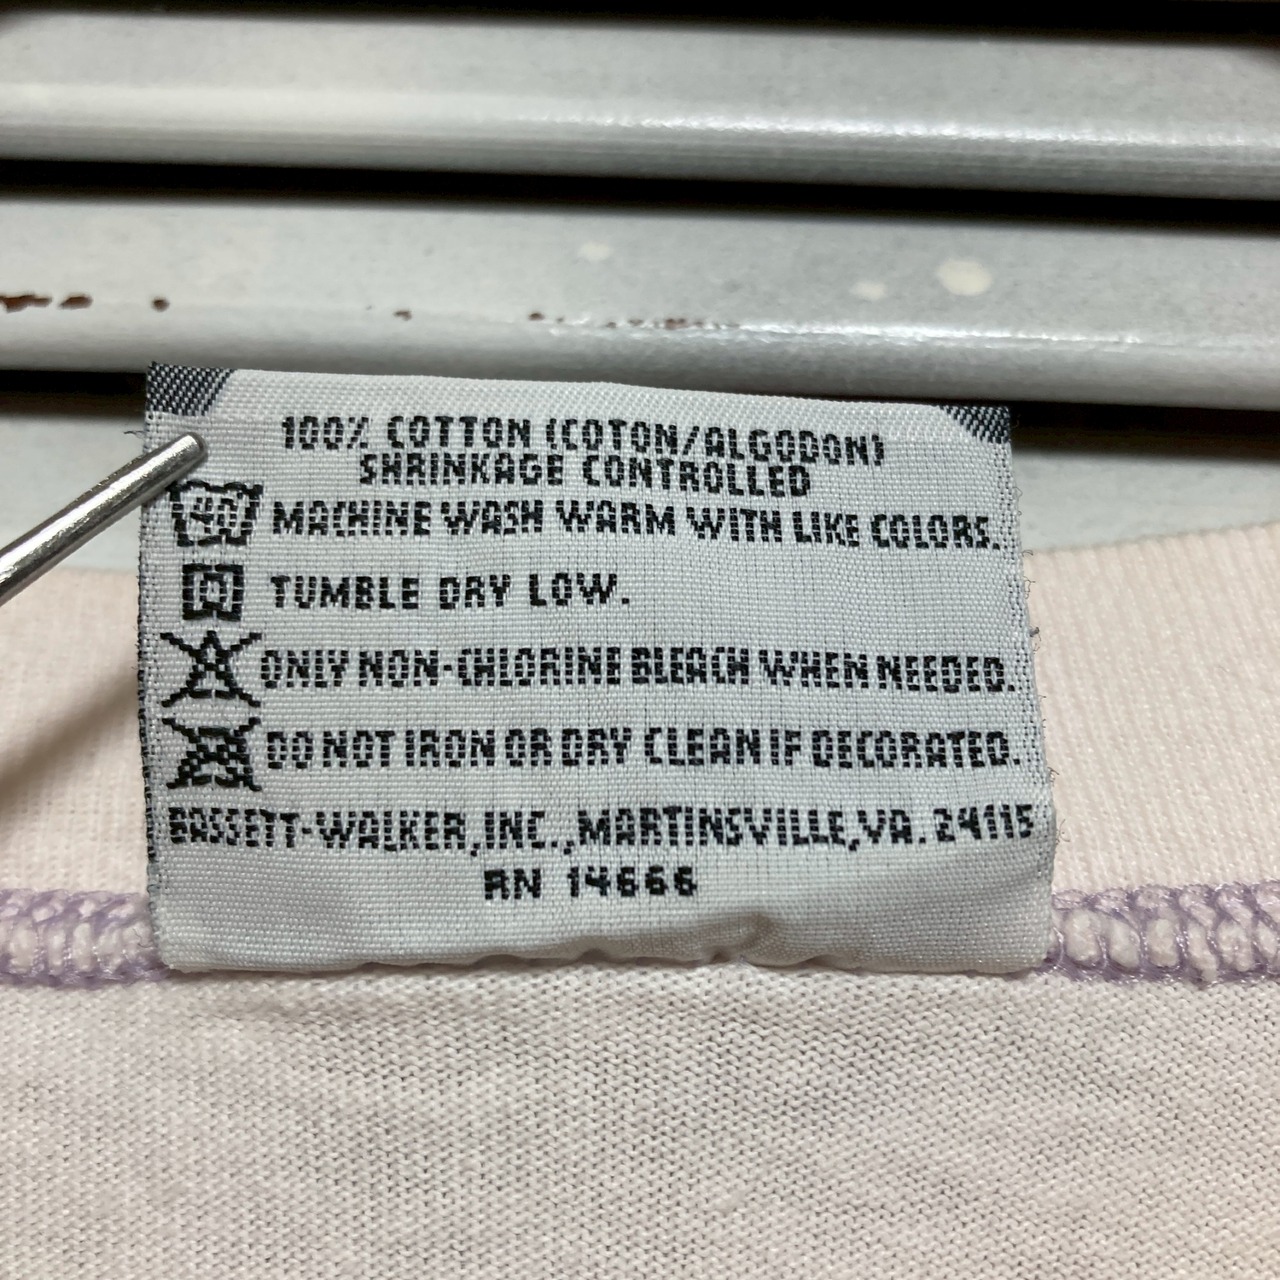 100% COTTON (COTON/ALGODON)
SHRINKAGE CONTROLLED
40 MACHINE WASH WARM WITH LIKE COLORS.
TUMBLE DRY LOW.
ONLY NON-CHLORINE BLEACH WHEN NEEDED.
DO NOT IRON OR DRY CLEAN IF DECORATED.
BASSETT-WALKER, INC., MARTINSVILLE, VA. 24115
RN 14666